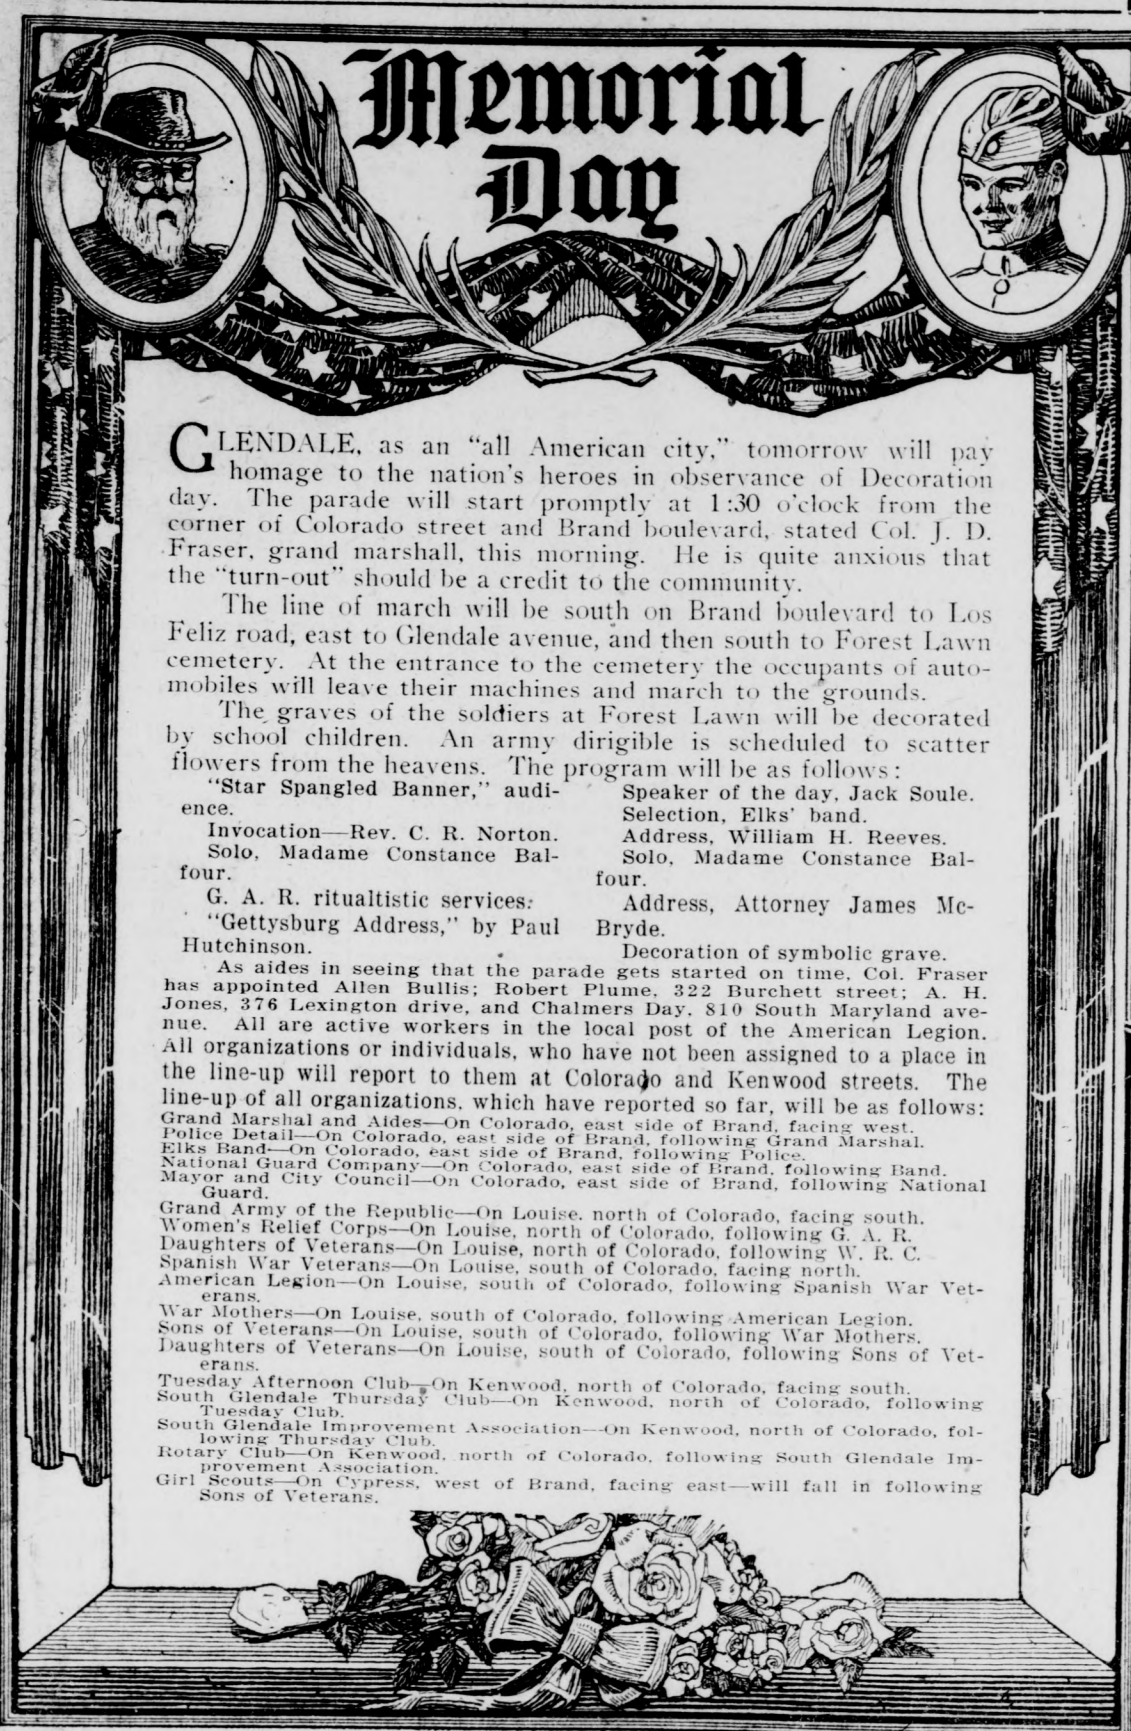 Memorial
Day
GLENDALE, as an "all American city," tomorrow will pay
homage to the nation's heroes in observance of Decoration
day. The parade will start promptly at 1:30 o'clock from the
corner of Colorado street and Brand boulevard, stated Col. J. D.
Fraser, grand marshall, this morning. He is quite anxious that
the "turn-out" should be a credit to the community.
The line of march will be south on Brand boulevard to Los
Feliz road, east to Glendale avenue, and then south to Forest Lawn
cemetery. At the entrance to the cemetery the occupants of auto-
mobiles will leave their machines and march to the grounds.
The graves of the soldiers at Forest Lawn will be decorated
by school children. An army dirigible is scheduled to scatter
flowers from the heavens. The program will be as follows:
"Star Spangled Banner," audi-
ence.
Invocation—Rev. C. R. Norton.
Solo, Madame Constance Bal-
four.
G. A. R. ritualtistic services.
"Gettysburg Address," by Paul
Hutchinson.
Speaker of the day, Jack Soule.
Selection, Elks' band.
Address, William H. Reeves.
Solo, Madame Constance Bal-
four.
Address, Attorney James Mc-
Bryde.
Decoration of symbolic grave.
As aides in seeing that the parade gets started on time, Col. Fraser
has appointed Allen Bullis; Robert Plume, 322 Burchett street; A. H.
Jones, 376 Lexington drive, and Chalmers Day, 810 South Maryland ave-
nue. All are active workers in the local post of the American Legion.
All organizations or individuals, who have not been assigned to a place in
the line-up will report to them at Colorado and Kenwood streets. The
line-up of all organizations, which have reported so far, will be as follows:
Grand Marshal and Aides—On Colorado, east side of Brand, facing west.
Police Detail—On Colorado, east side of Brand, following Grand Marshal.
Elks Band—On Colorado, east side of Brand, following Police.
National Guard Company—On Colorado, east side of Brand, following Band.
Mayor and City Council—On Colorado, east side of Brand, following National
Guard.
Grand Army of the Republic—On Louise, north of Colorado, facing south.
Women's Relief Corps—On Louise, north of Colorado, following G. A. R.
Daughters of Veterans—On Louise, north of Colorado, following W. R. C.
Spanish War Veterans—On Louise, south of Colorado, facing north.
American Legion—On Louise, south of Colorado, following Spanish War Vet-
erans.
War Mothers—On Louise, south of Colorado, following American Legion.
Sons of Veterans—On Louise, south of Colorado, following War Mothers.
Daughters of Veterans—On Louise, south of Colorado, following Sons of Vet-
erans.
Tuesday Afternoon Club—On Kenwood, north of Colorado, facing south.
South Glendale Thursday Club—On Kenwood, north of Colorado, following
Tuesday Club.
South Glendale Improvement Association—On Kenwood, north of Colorado, fol-
lowing Thursday Club.
Rotary Club—On Kenwood, north of Colorado, following South Glendale Im-
provement Association.
Girl Scouts—On Cypress, west of Brand, facing east—will fall in following
Sons of Veterans.